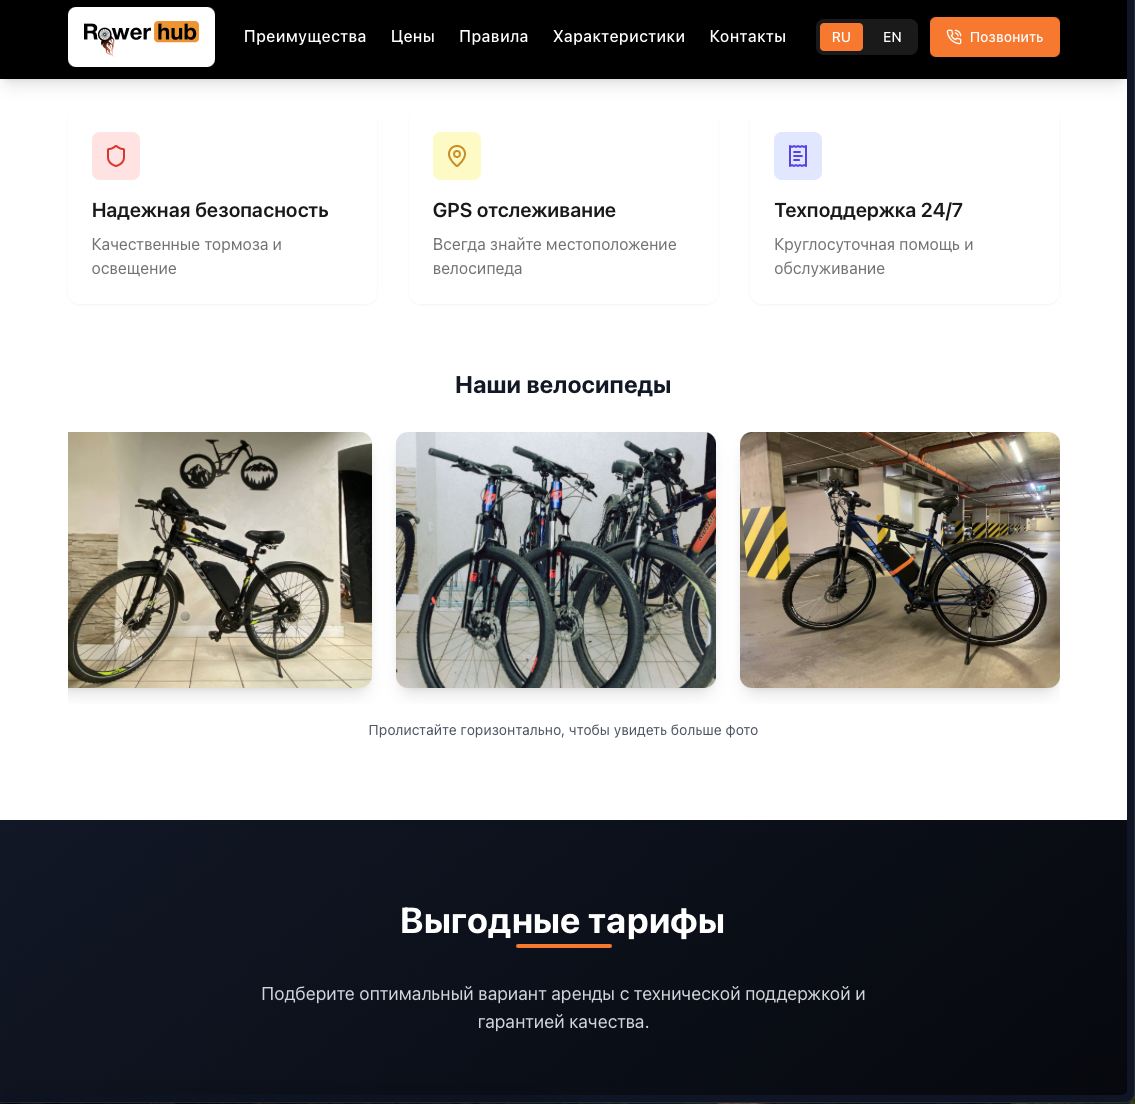 Rower hub
Преимущества
Цены
Правила
Характеристики
Контакты
RU
EN
Позвонить
Надежная безопасность
Качественные тормоза и
освещение
GPS отслеживание
Всегда знайте местоположение
велосипеда
Техподдержка 24/7
Круглосуточная помощь и
обслуживание
Наши велосипеды
Пролистайте горизонтально, чтобы увидеть больше фото
Выгодные тарифы
Подберите оптимальный вариант аренды с технической поддержкой и
гарантией качества.